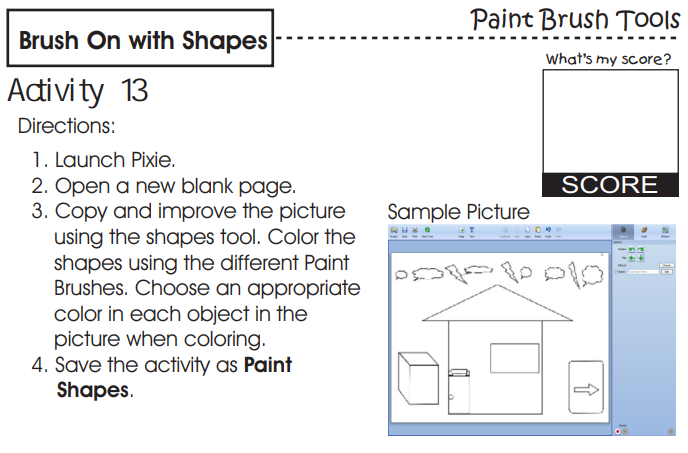 Paint Brush Tools
Brush On with Shapes
What's my score?
Activity 13
Directions:
SCORE
1. Launch Pixie.
2. Open a new blank page.
3. Copy and improve the picture
using the shapes tool. Color the
shapes using the different Paint
Brushes. Choose an appropriate
color in each object in the
picture when coloring.
4. Save the activity as Paint
Shapes.
Sample Picture